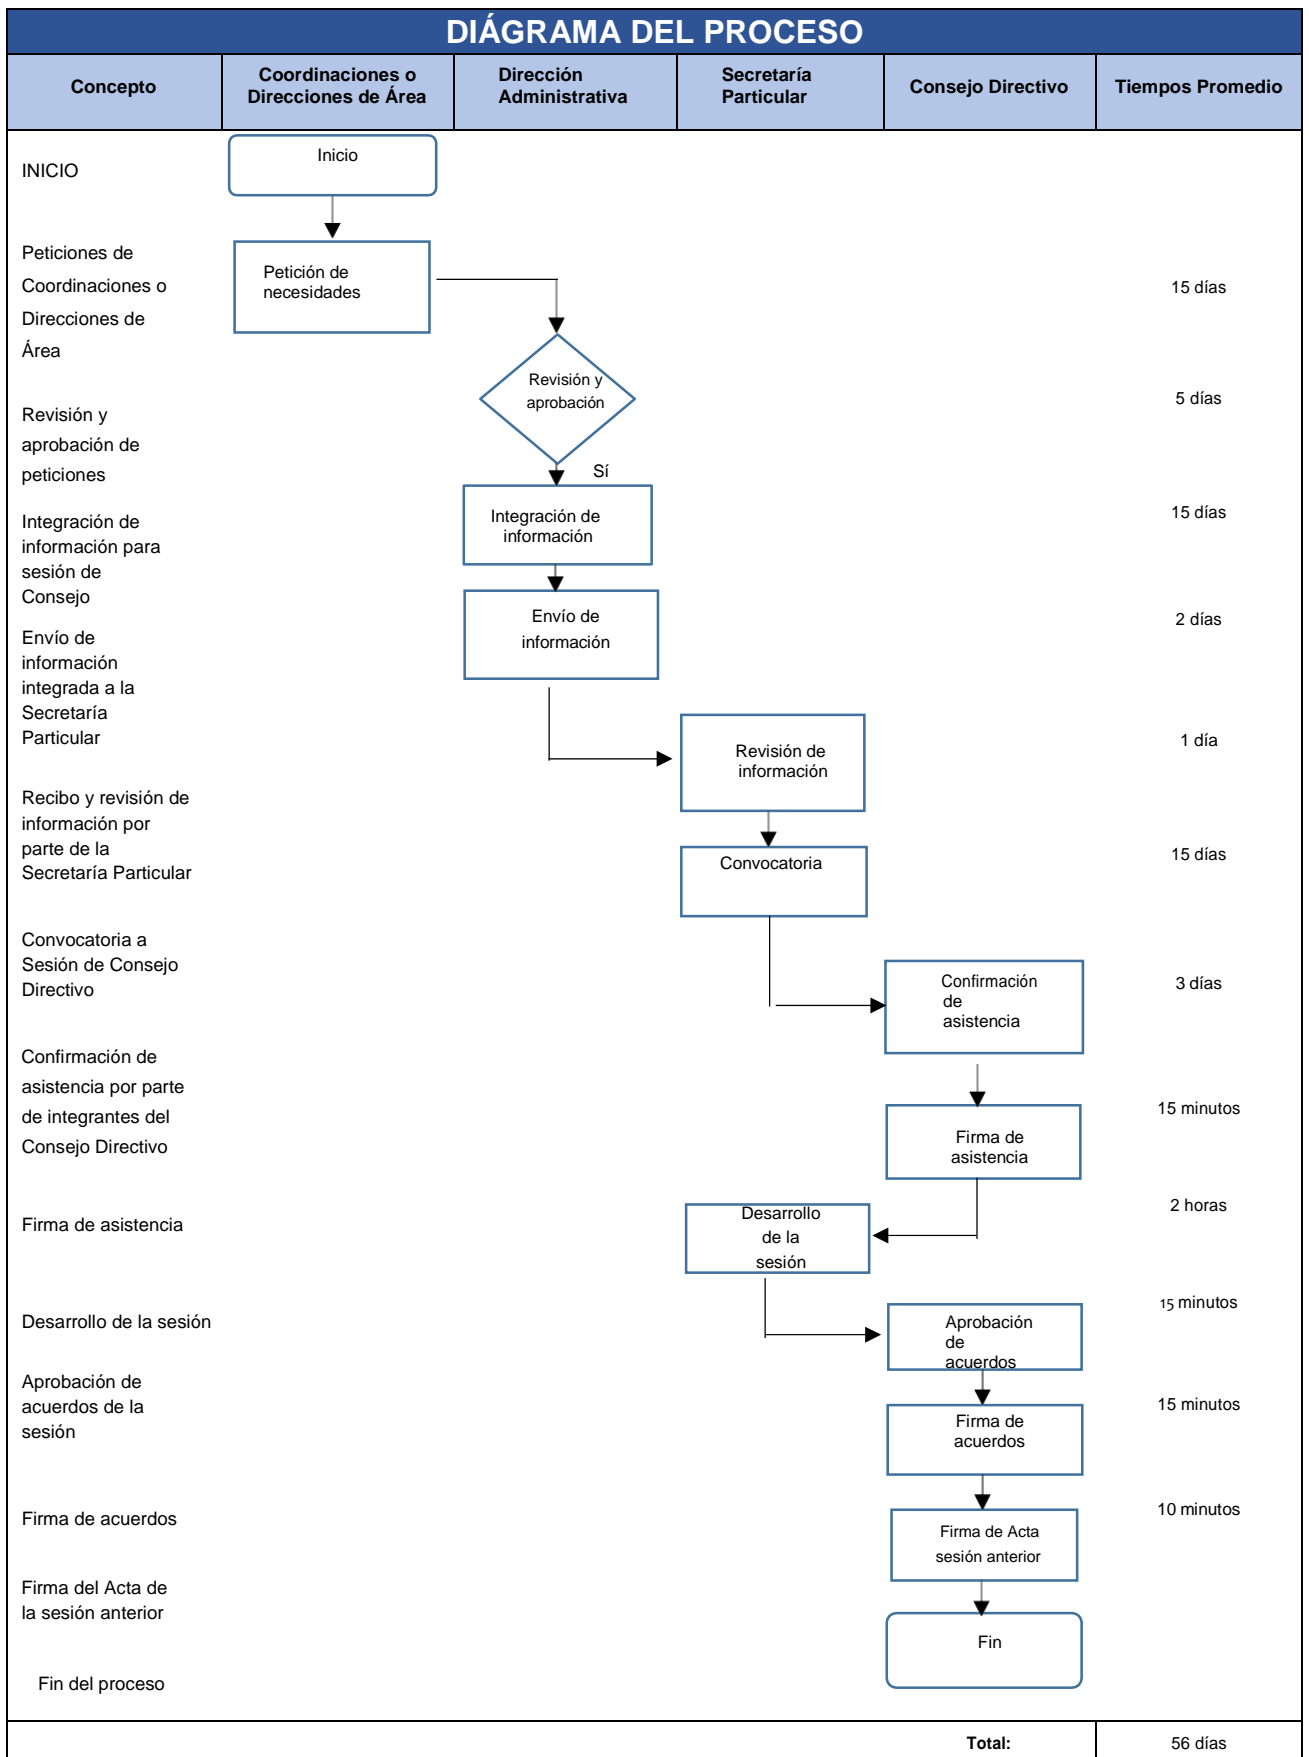 DIÁGRAMA DEL PROCESO
Concepto
Coordinaciones o
Direcciones de Área
Dirección
Administrativa
Secretaría
Particular
Consejo Directivo
Tiempos Promedio
INICIO
Inicio
Peticiones de
Coordinaciones o
Direcciones de
Área
Petición de
necesidades
15 días
Revisión y
aprobación de
peticiones
Revisión y
aprobación
5 días
Sí
Integración de
información para
sesión de
Consejo
Integración de
información
15 días
Envío de
información
integrada a la
Secretaría
Particular
Envío de
información
2 días
Recibo y revisión de
información por
parte de la
Secretaría Particular
Revisión de
información
1 día
Convocatoria a
Sesión de Consejo
Directivo
Convocatoria
15 días
Confirmación de
asistencia por parte
de integrantes del
Consejo Directivo
Confirmación
de
asistencia
3 días
Firma de asistencia
Firma de
asistencia
15 minutos
Desarrollo de la sesión
Desarrollo
de la
sesión
2 horas
Aprobación de
acuerdos de la
sesión
Aprobación
de
acuerdos
15 minutos
Firma de acuerdos
Firma de
acuerdos
15 minutos
Firma del Acta de
la sesión anterior
Firma de Acta
sesión anterior
10 minutos
Fin del proceso
Fin
Total:
56 días